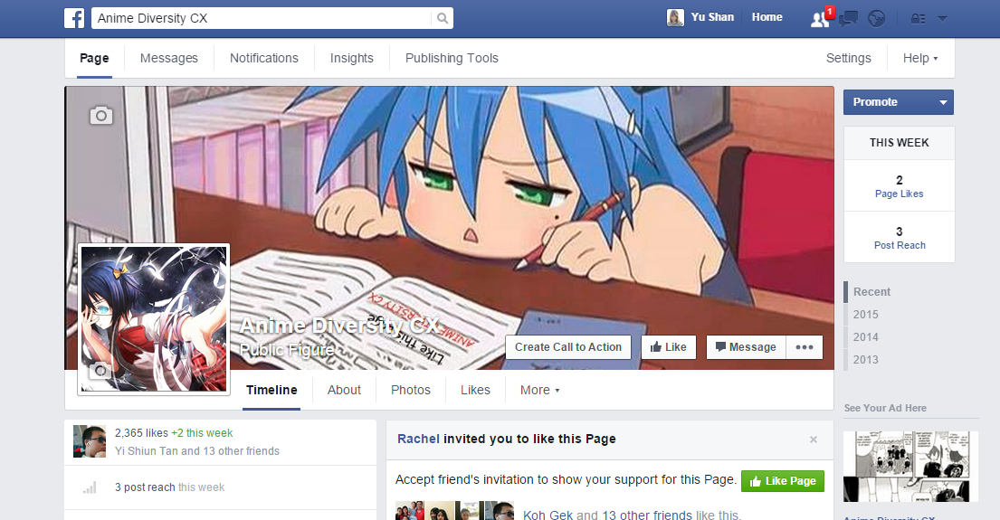 Anime Diversity CX
Yu Shan
Home
1
Page
Messages
Notifications
Insights
Publishing Tools
Settings
Help
Promote
THIS WEEK
2
Page Likes
3
Post Reach
Recent
2015
2014
2013
See Your Ad Here
Like this
ANIME DIVERSITY CX
Anime Diversity CX
Public Figure
Create Call to Action
Like
Message
Timeline
About
Photos
Likes
More
2,365 likes +2 this week
Yi Shiun Tan and 13 other friends
3 post reach this week
Rachel invited you to like this Page
Accept friend's invitation to show your support for this Page.
Like Page
Koh Gek and 13 other friends like this.
Anime Diversity CX